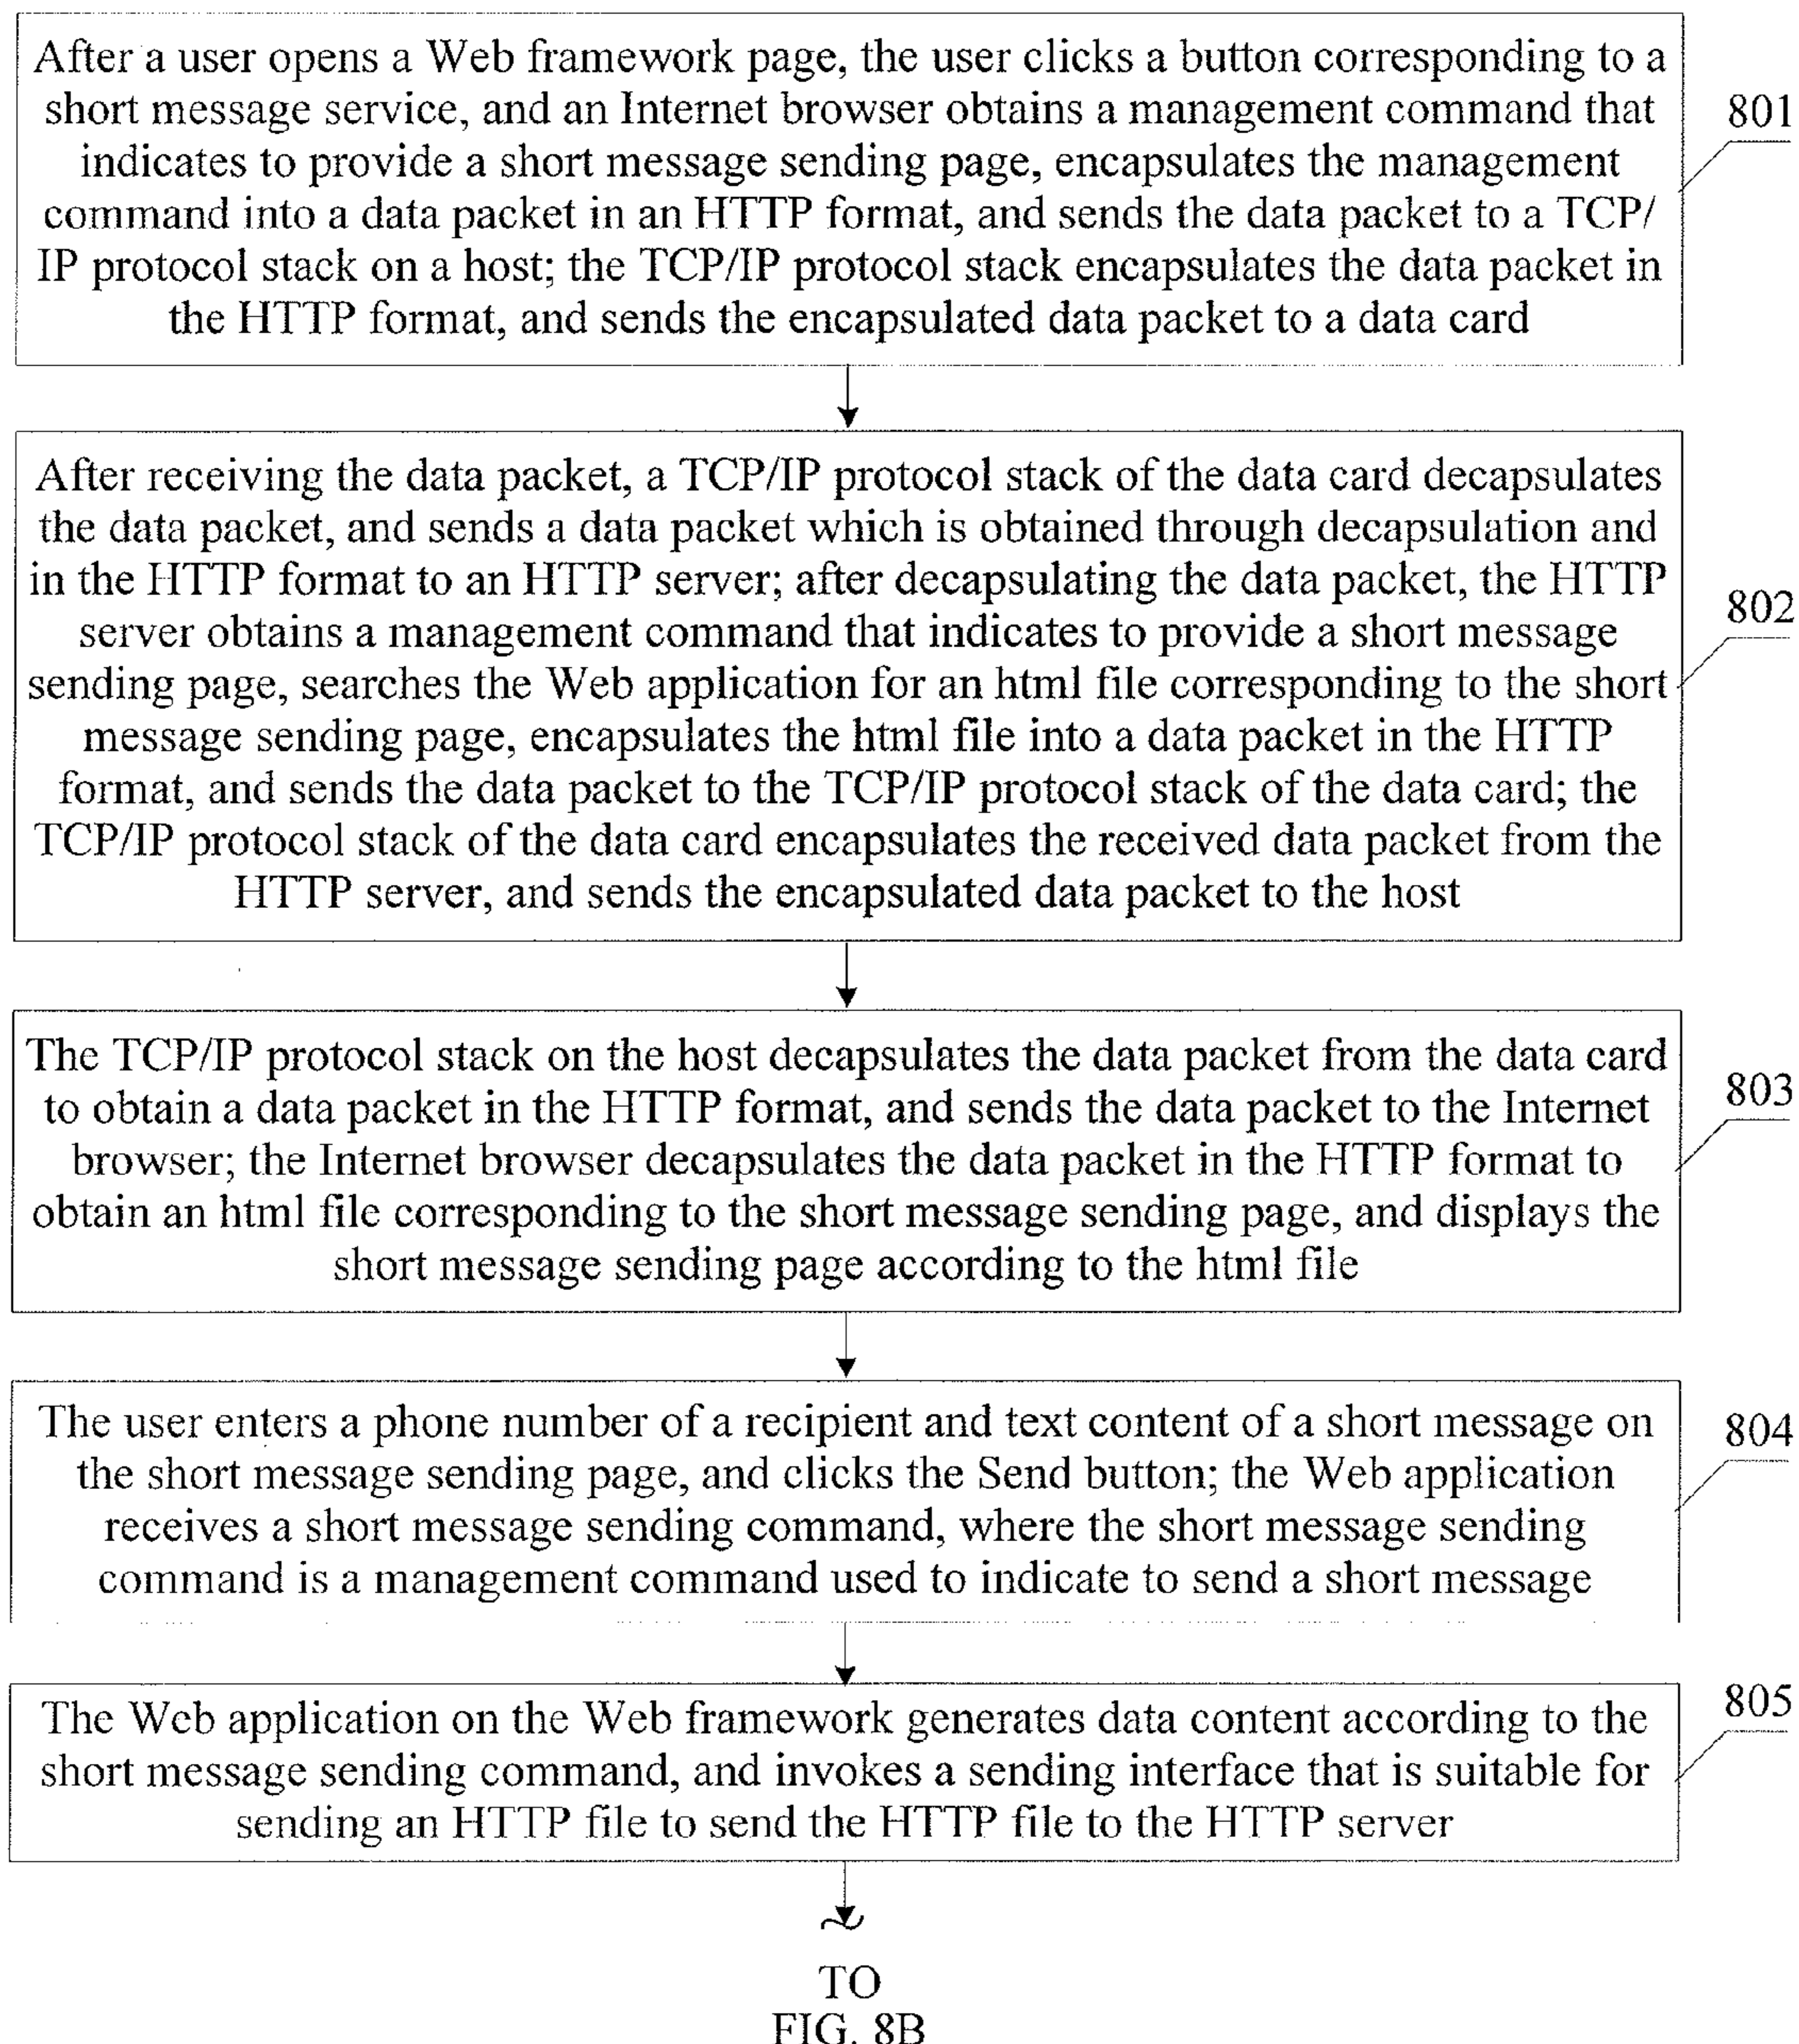 After a user opens a Web framework page, the user clicks a button corresponding to a
short message service, and an Internet browser obtains a management command that
indicates to provide a short message sending page, encapsulates the management
command into a data packet in an HTTP format, and sends the data packet to a TCP/
IP protocol stack on a host; the TCP/IP protocol stack encapsulates the data packet in
the HTTP format, and sends the encapsulated data packet to a data card
801
After receiving the data packet, a TCP/IP protocol stack of the data card decapsulates
the data packet, and sends a data packet which is obtained through decapsulation and
in the HTTP format to an HTTP server; after decapsulating the data packet, the HTTP
server obtains a management command that indicates to provide a short message
sending page, searches the Web application for an html file corresponding to the short
message sending page, encapsulates the html file into a data packet in the HTTP
format, and sends the data packet to the TCP/IP protocol stack of the data card; the
TCP/IP protocol stack of the data card encapsulates the received data packet from the
HTTP server, and sends the encapsulated data packet to the host
802
The TCP/IP protocol stack on the host decapsulates the data packet from the data card
to obtain a data packet in the HTTP format, and sends the data packet to the Internet
browser; the Internet browser decapsulates the data packet in the HTTP format to
obtain an html file corresponding to the short message sending page, and displays the
short message sending page according to the html file
803
The user enters a phone number of a recipient and text content of a short message on
the short message sending page, and clicks the Send button; the Web application
receives a short message sending command, where the short message sending
command is a management command used to indicate to send a short message
804
The Web application on the Web framework generates data content according to the
short message sending command, and invokes a sending interface that is suitable for
sending an HTTP file to send the HTTP file to the HTTP server
805
TO
FIG. 8B